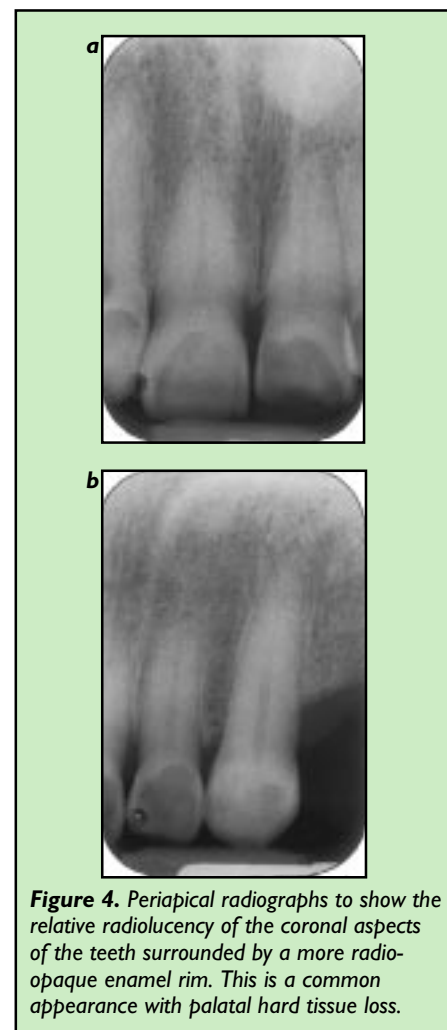 a
b
Figure 4. Periapical radiographs to show the
relative radiolucency of the coronal aspects
of the teeth surrounded by a more radio-
opaque enamel rim. This is a common
appearance with palatal hard tissue loss.